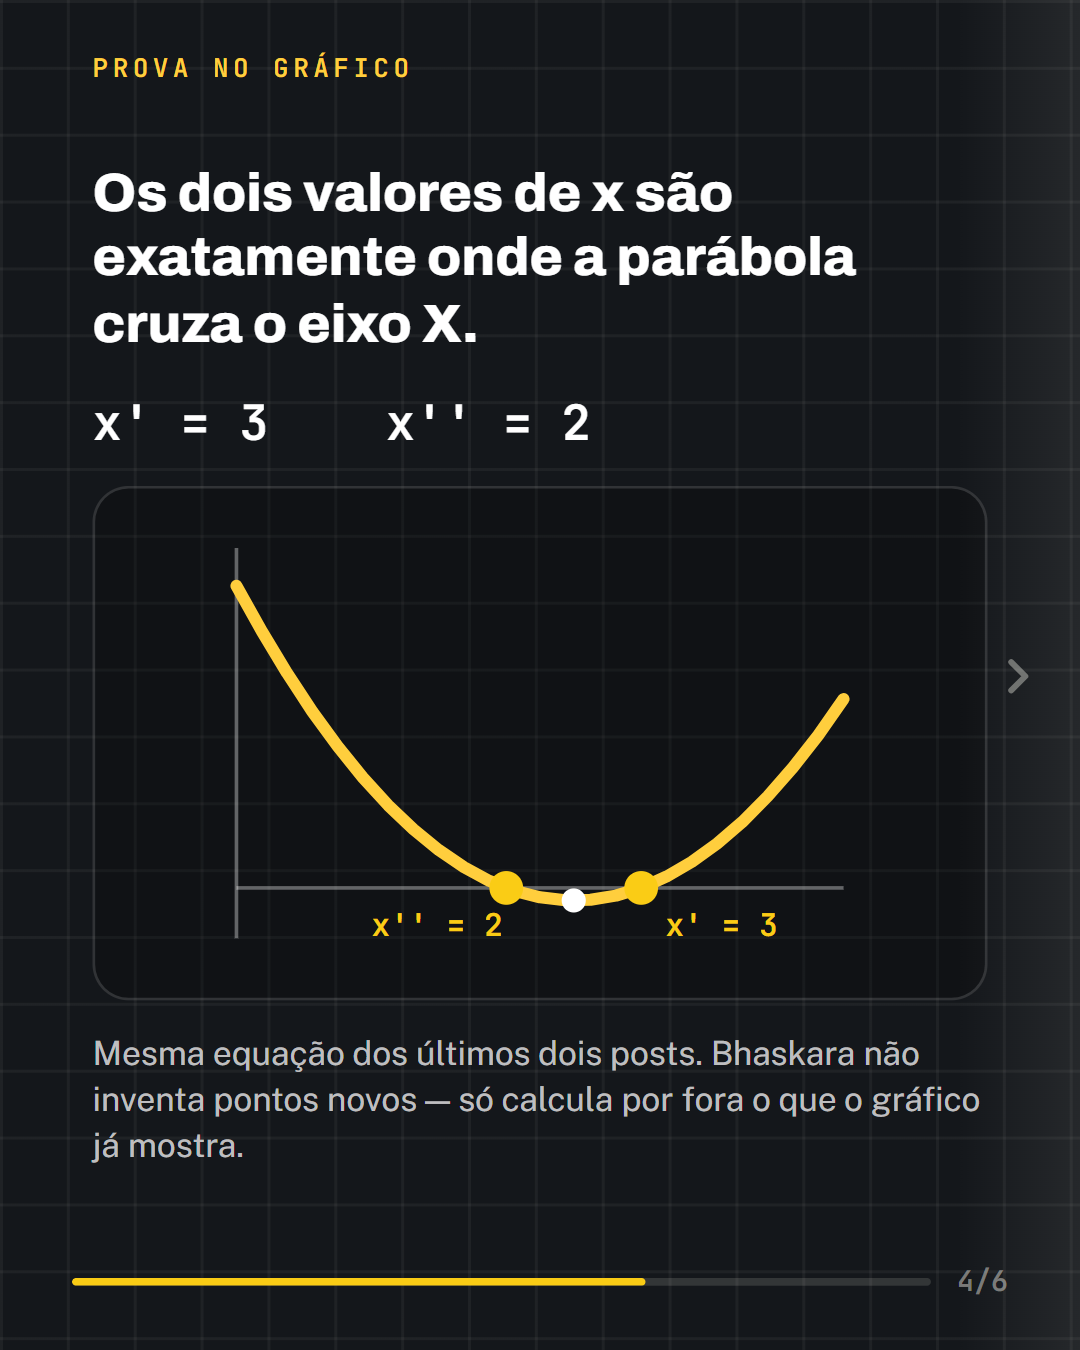 PROVA NO GRÁFICO
Os dois valores de x são
exatamente onde a parábola
cruza o eixo X.
x' = 3 x'' = 2
x'' = 2 x' = 3
Mesma equação dos últimos dois posts. Bhaskara não
inventa pontos novos — só calcula por fora o que o gráfico
já mostra.
4/6